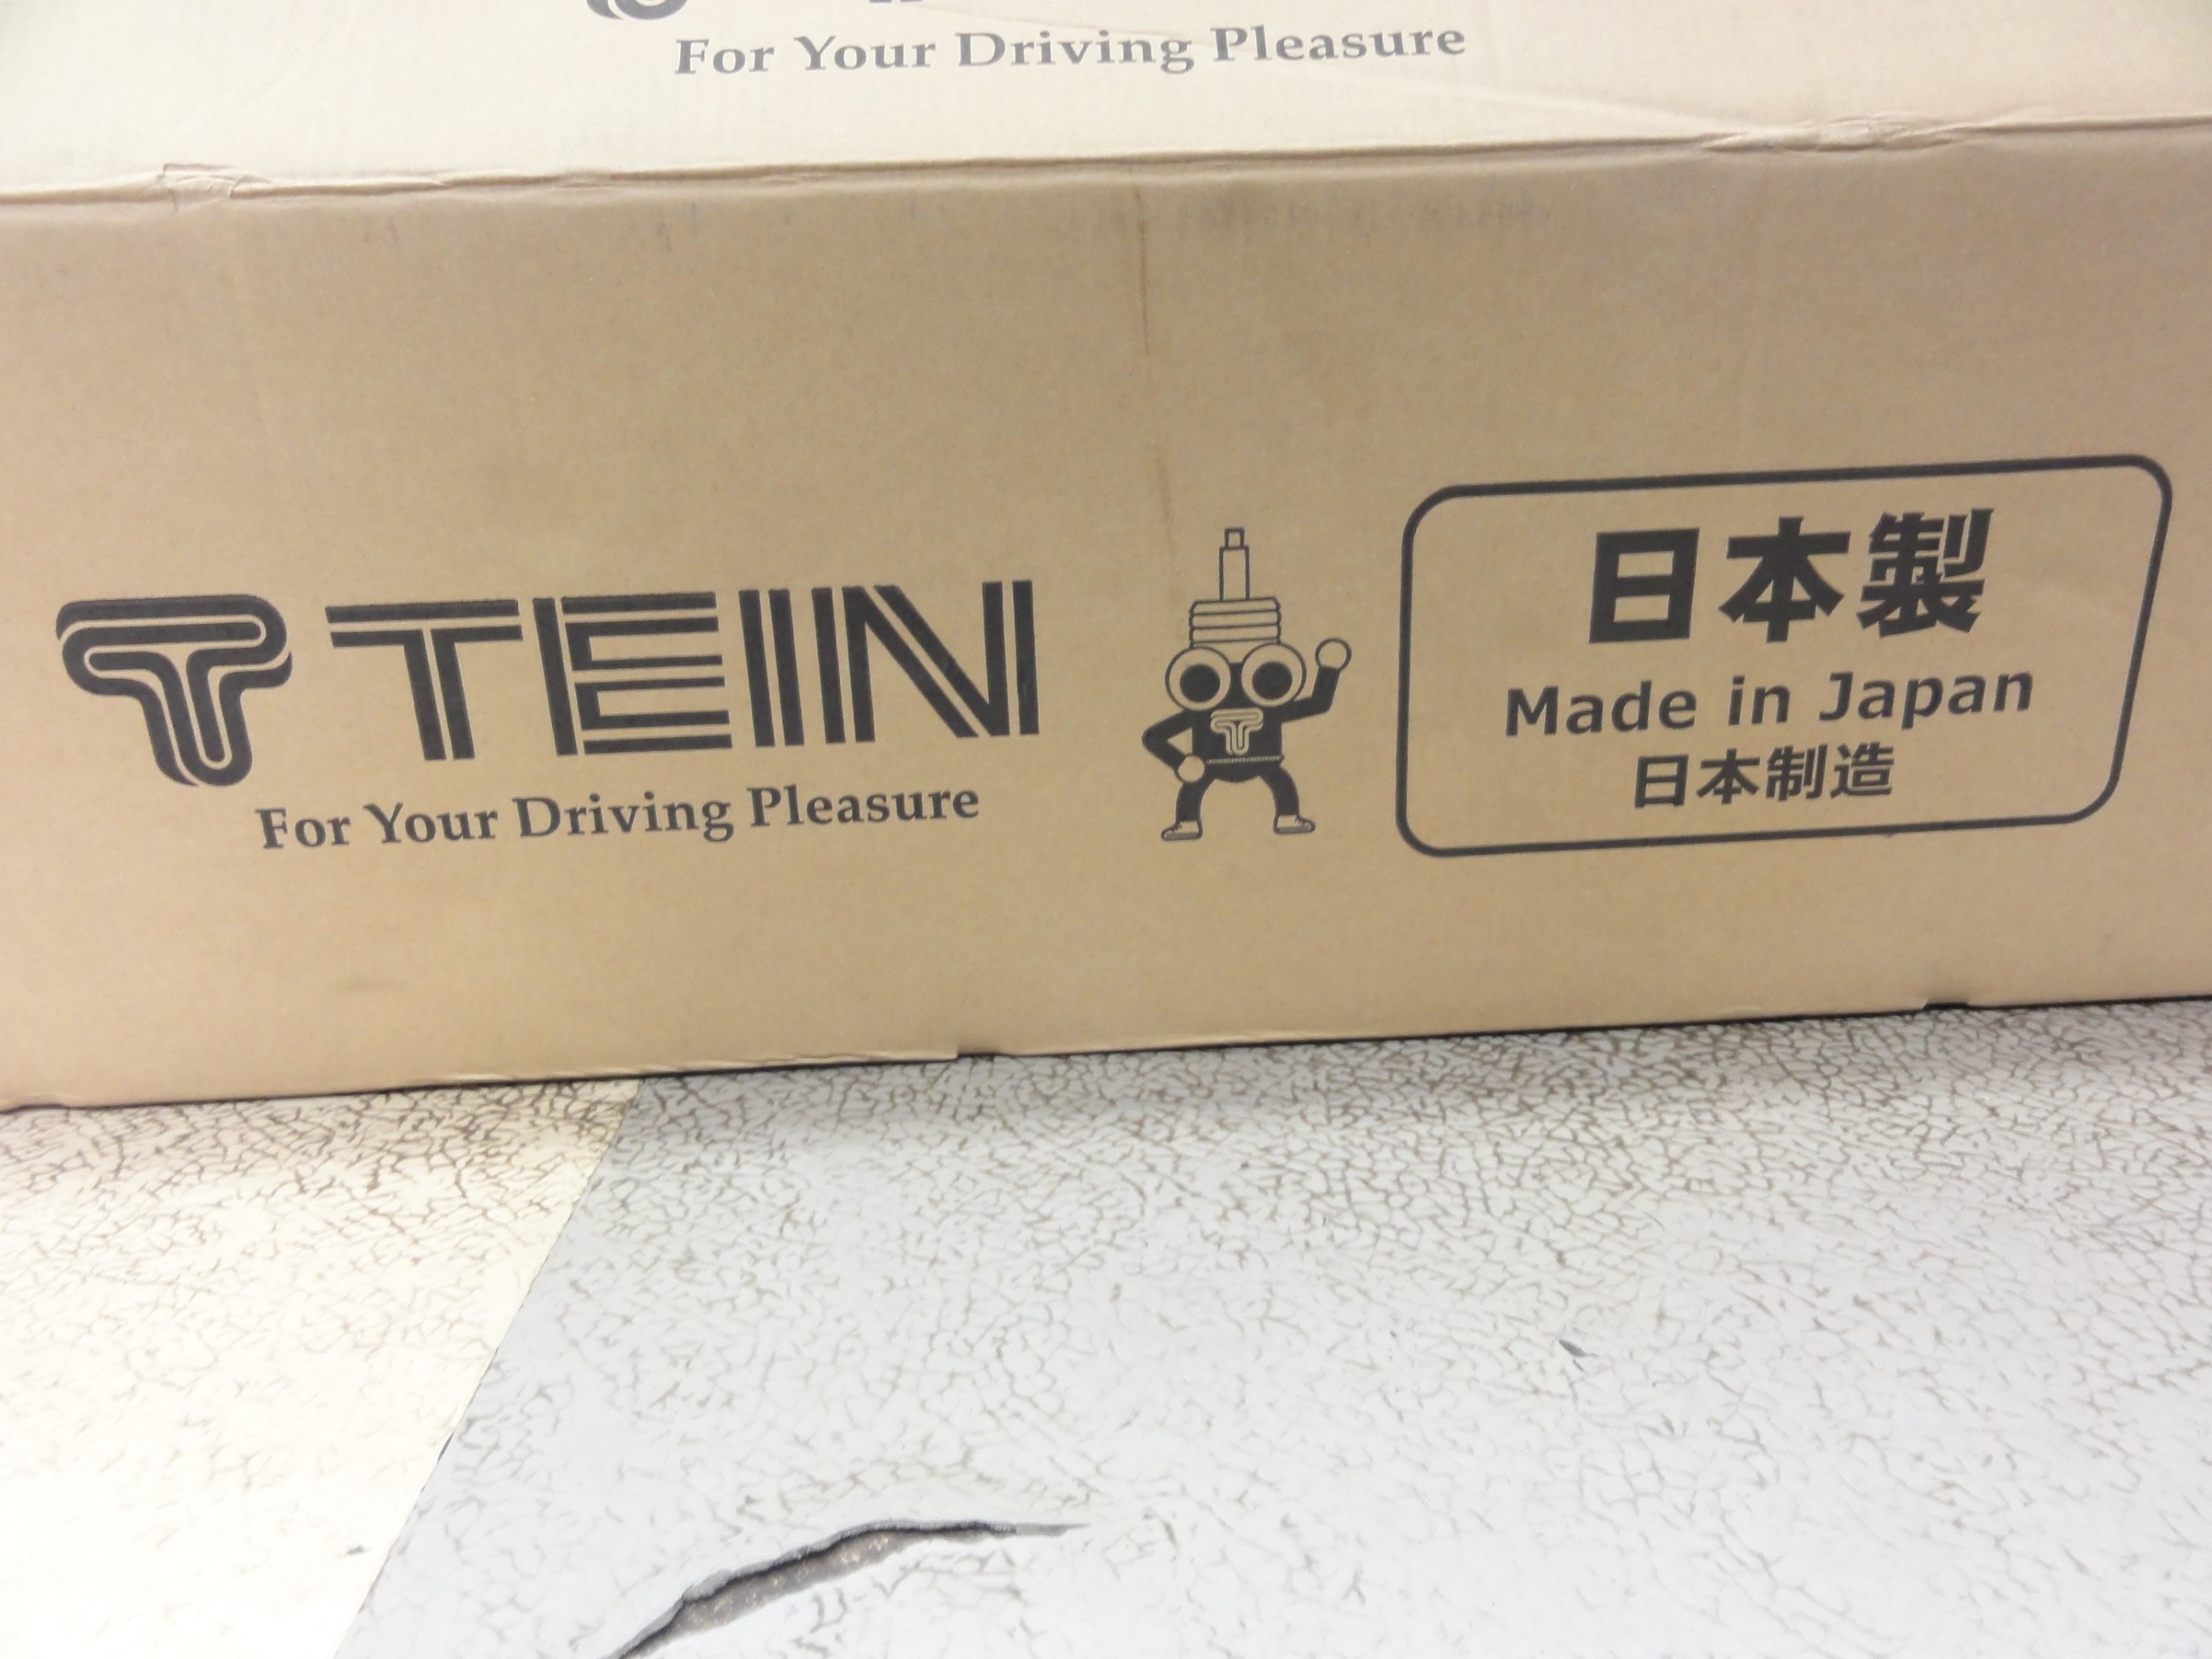 For Your Driving Pleasure
TEIN
For Your Driving Pleasure
日本製
Made in Japan
日本制造